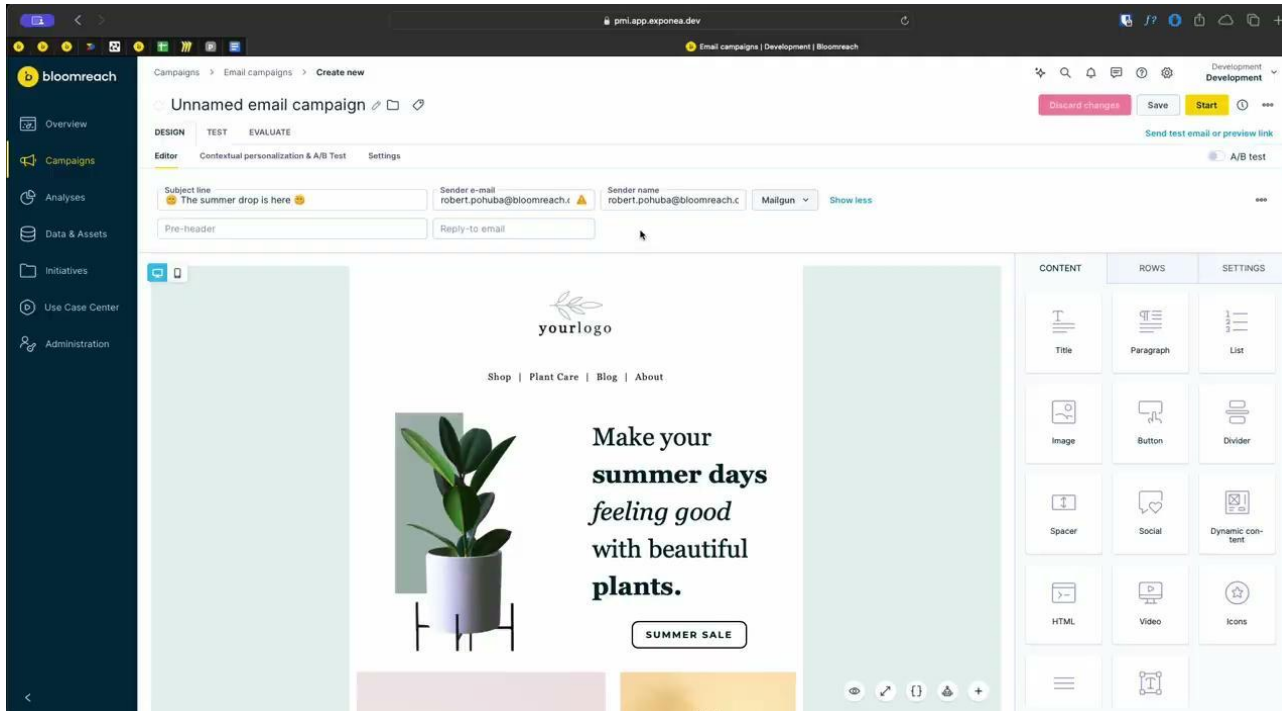 pmi.app.exponea.dev
Email campaigns | Development | Bloomreach
bloomreach
Campaigns > Email campaigns > Create new
Development
Development
Unnamed email campaign
Discard changes
Save
Start
DESIGN
TEST
EVALUATE
Send test email or preview link
Editor
Contextual personalization & A/B Test
Settings
A/B test
Overview
Campaigns
Analyses
Data & Assets
Initiatives
Use Case Center
Administration
Subject line
The summer drop is here
Sender e-mail
robert.pohuba@bloomreach.c
Sender name
robert.pohuba@bloomreach.c
Mailgun
Show less
Pre-header
Reply-to email
yourlogo
Shop | Plant Care | Blog | About
Make your
summer days
feeling good
with beautiful
plants.
SUMMER SALE
CONTENT
ROWS
SETTINGS
Title
Paragraph
List
Image
Button
Divider
Spacer
Social
Dynamic con-
tent
HTML
Video
Icons